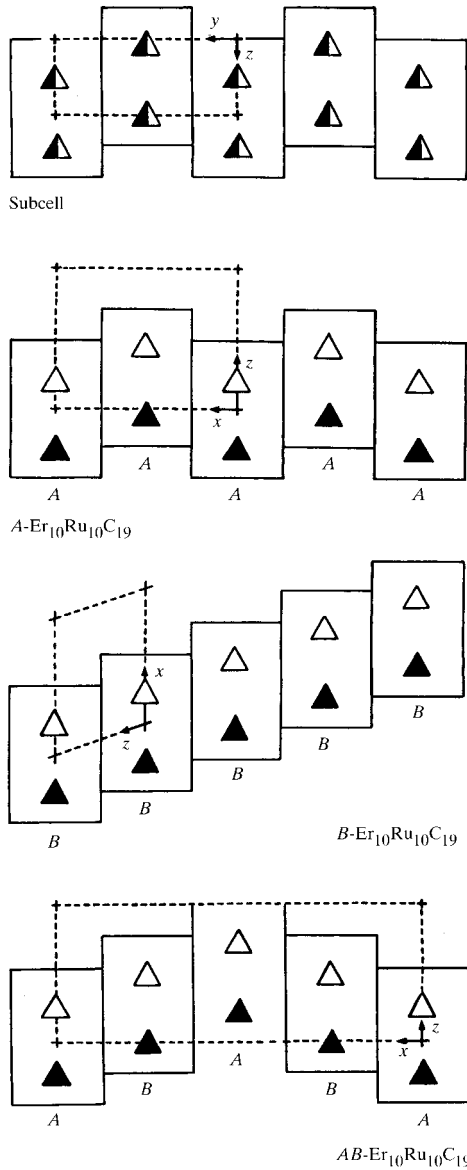 y
z
Subcell
z
x
A A A A A
A-Er₁₀Ru₁₀C₁₉
x
z
B B B B B
B-Er₁₀Ru₁₀C₁₉
z
x
A B A B A
AB-Er₁₀Ru₁₀C₁₉